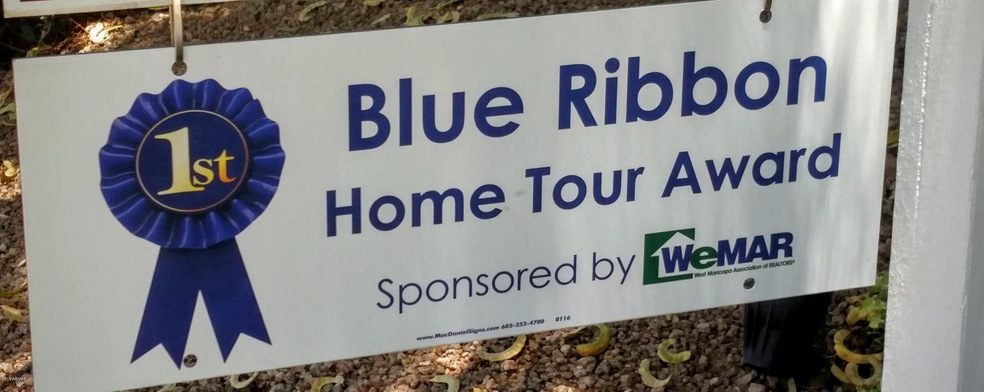 1st
Blue Ribbon
Home Tour Award
Sponsored by WeMAR
West Maricopa Association of REALTORS®
www.MacDanielSigns.com 602-252-4700 0116